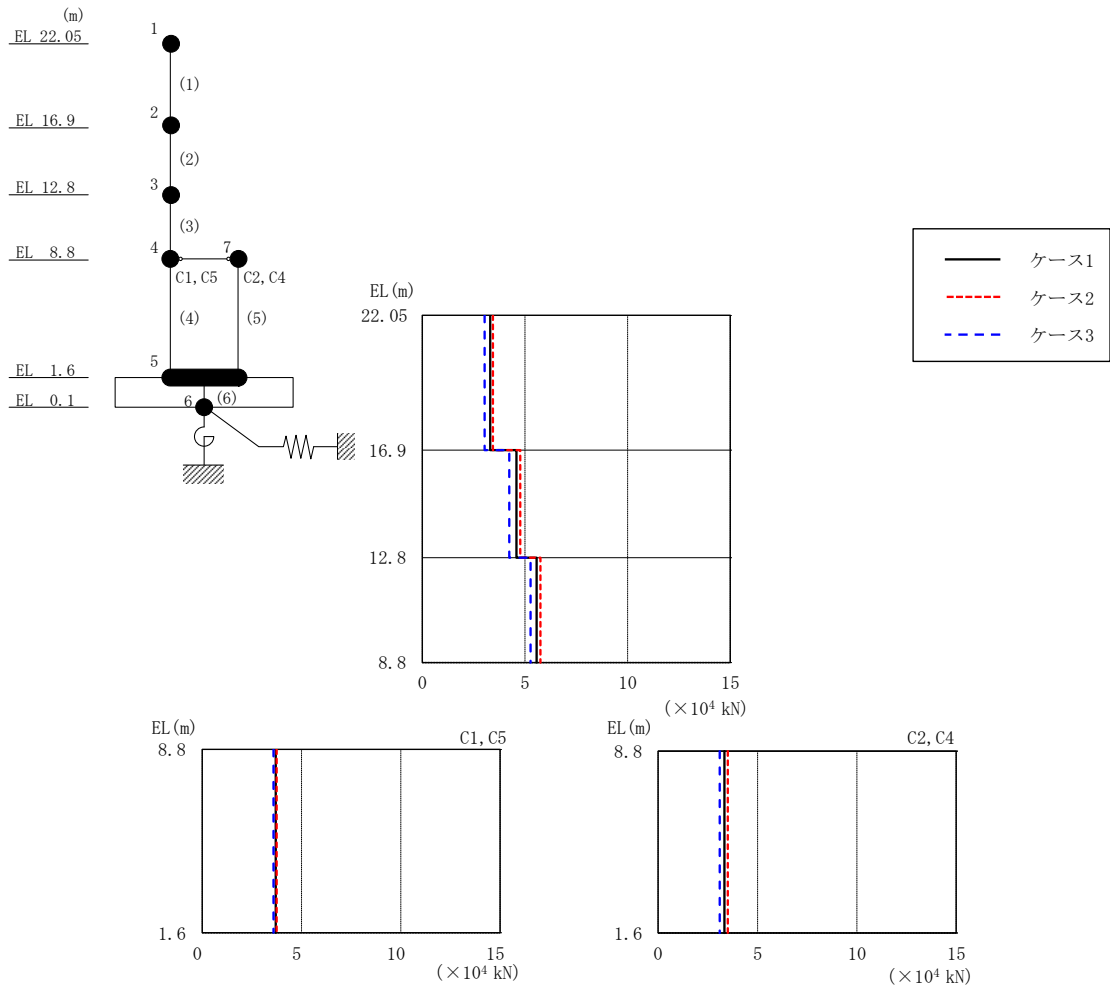 (m)
EL 22.05
EL 16.9
EL 12.8
EL 8.8
EL 1.6
EL 0.1
1
(1)
2
(2)
3
(3)
4
7
C1,C5
C2,C4
(4)
(5)
5
6
(6)
ケース1
ケース2
ケース3
EL(m)
22.05
16.9
12.8
8.8
0
5
10
15
(×10⁴ kN)
EL(m)
C1,C5
8.8
1.6
0
5
10
15
(×10⁴ kN)
EL(m)
C2,C4
8.8
1.6
0
5
10
15
(×10⁴ kN)